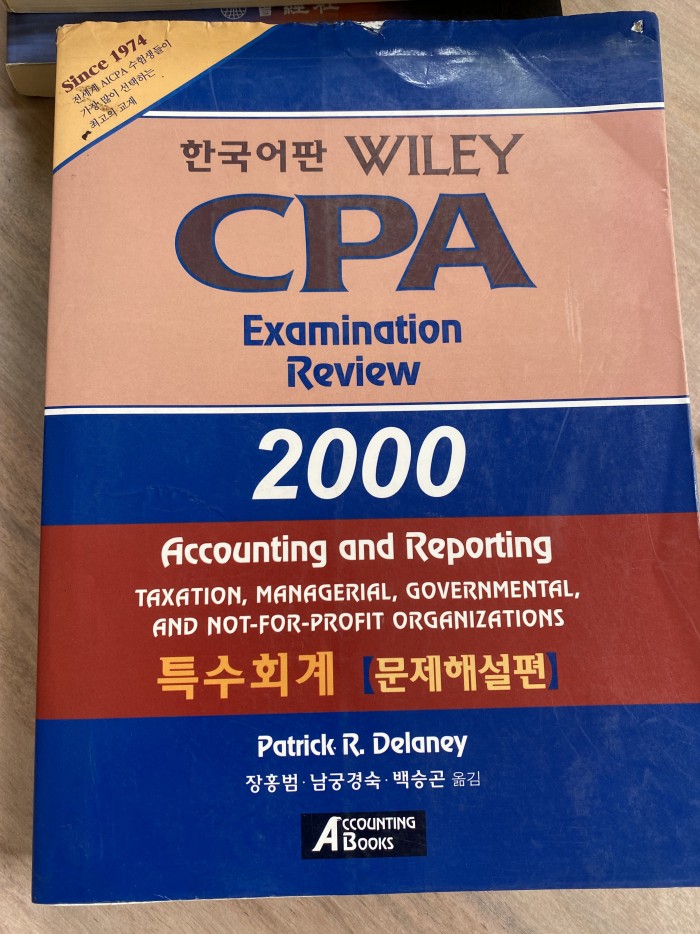 會經社
Since 1974
전세계 AICPA 수험생들이
가장 많이 선택하는
최고의 교재
한국어판 WILEY
CPA
Examination
Review
2000
Accounting and Reporting
TAXATION, MANAGERIAL, GOVERNMENTAL,
AND NOT-FOR-PROFIT ORGANIZATIONS
특수회계 【문제해설편】
Patrick R. Delaney
장홍범·남궁경숙·백승곤 옮김
ACCOUNTING
BOOKS